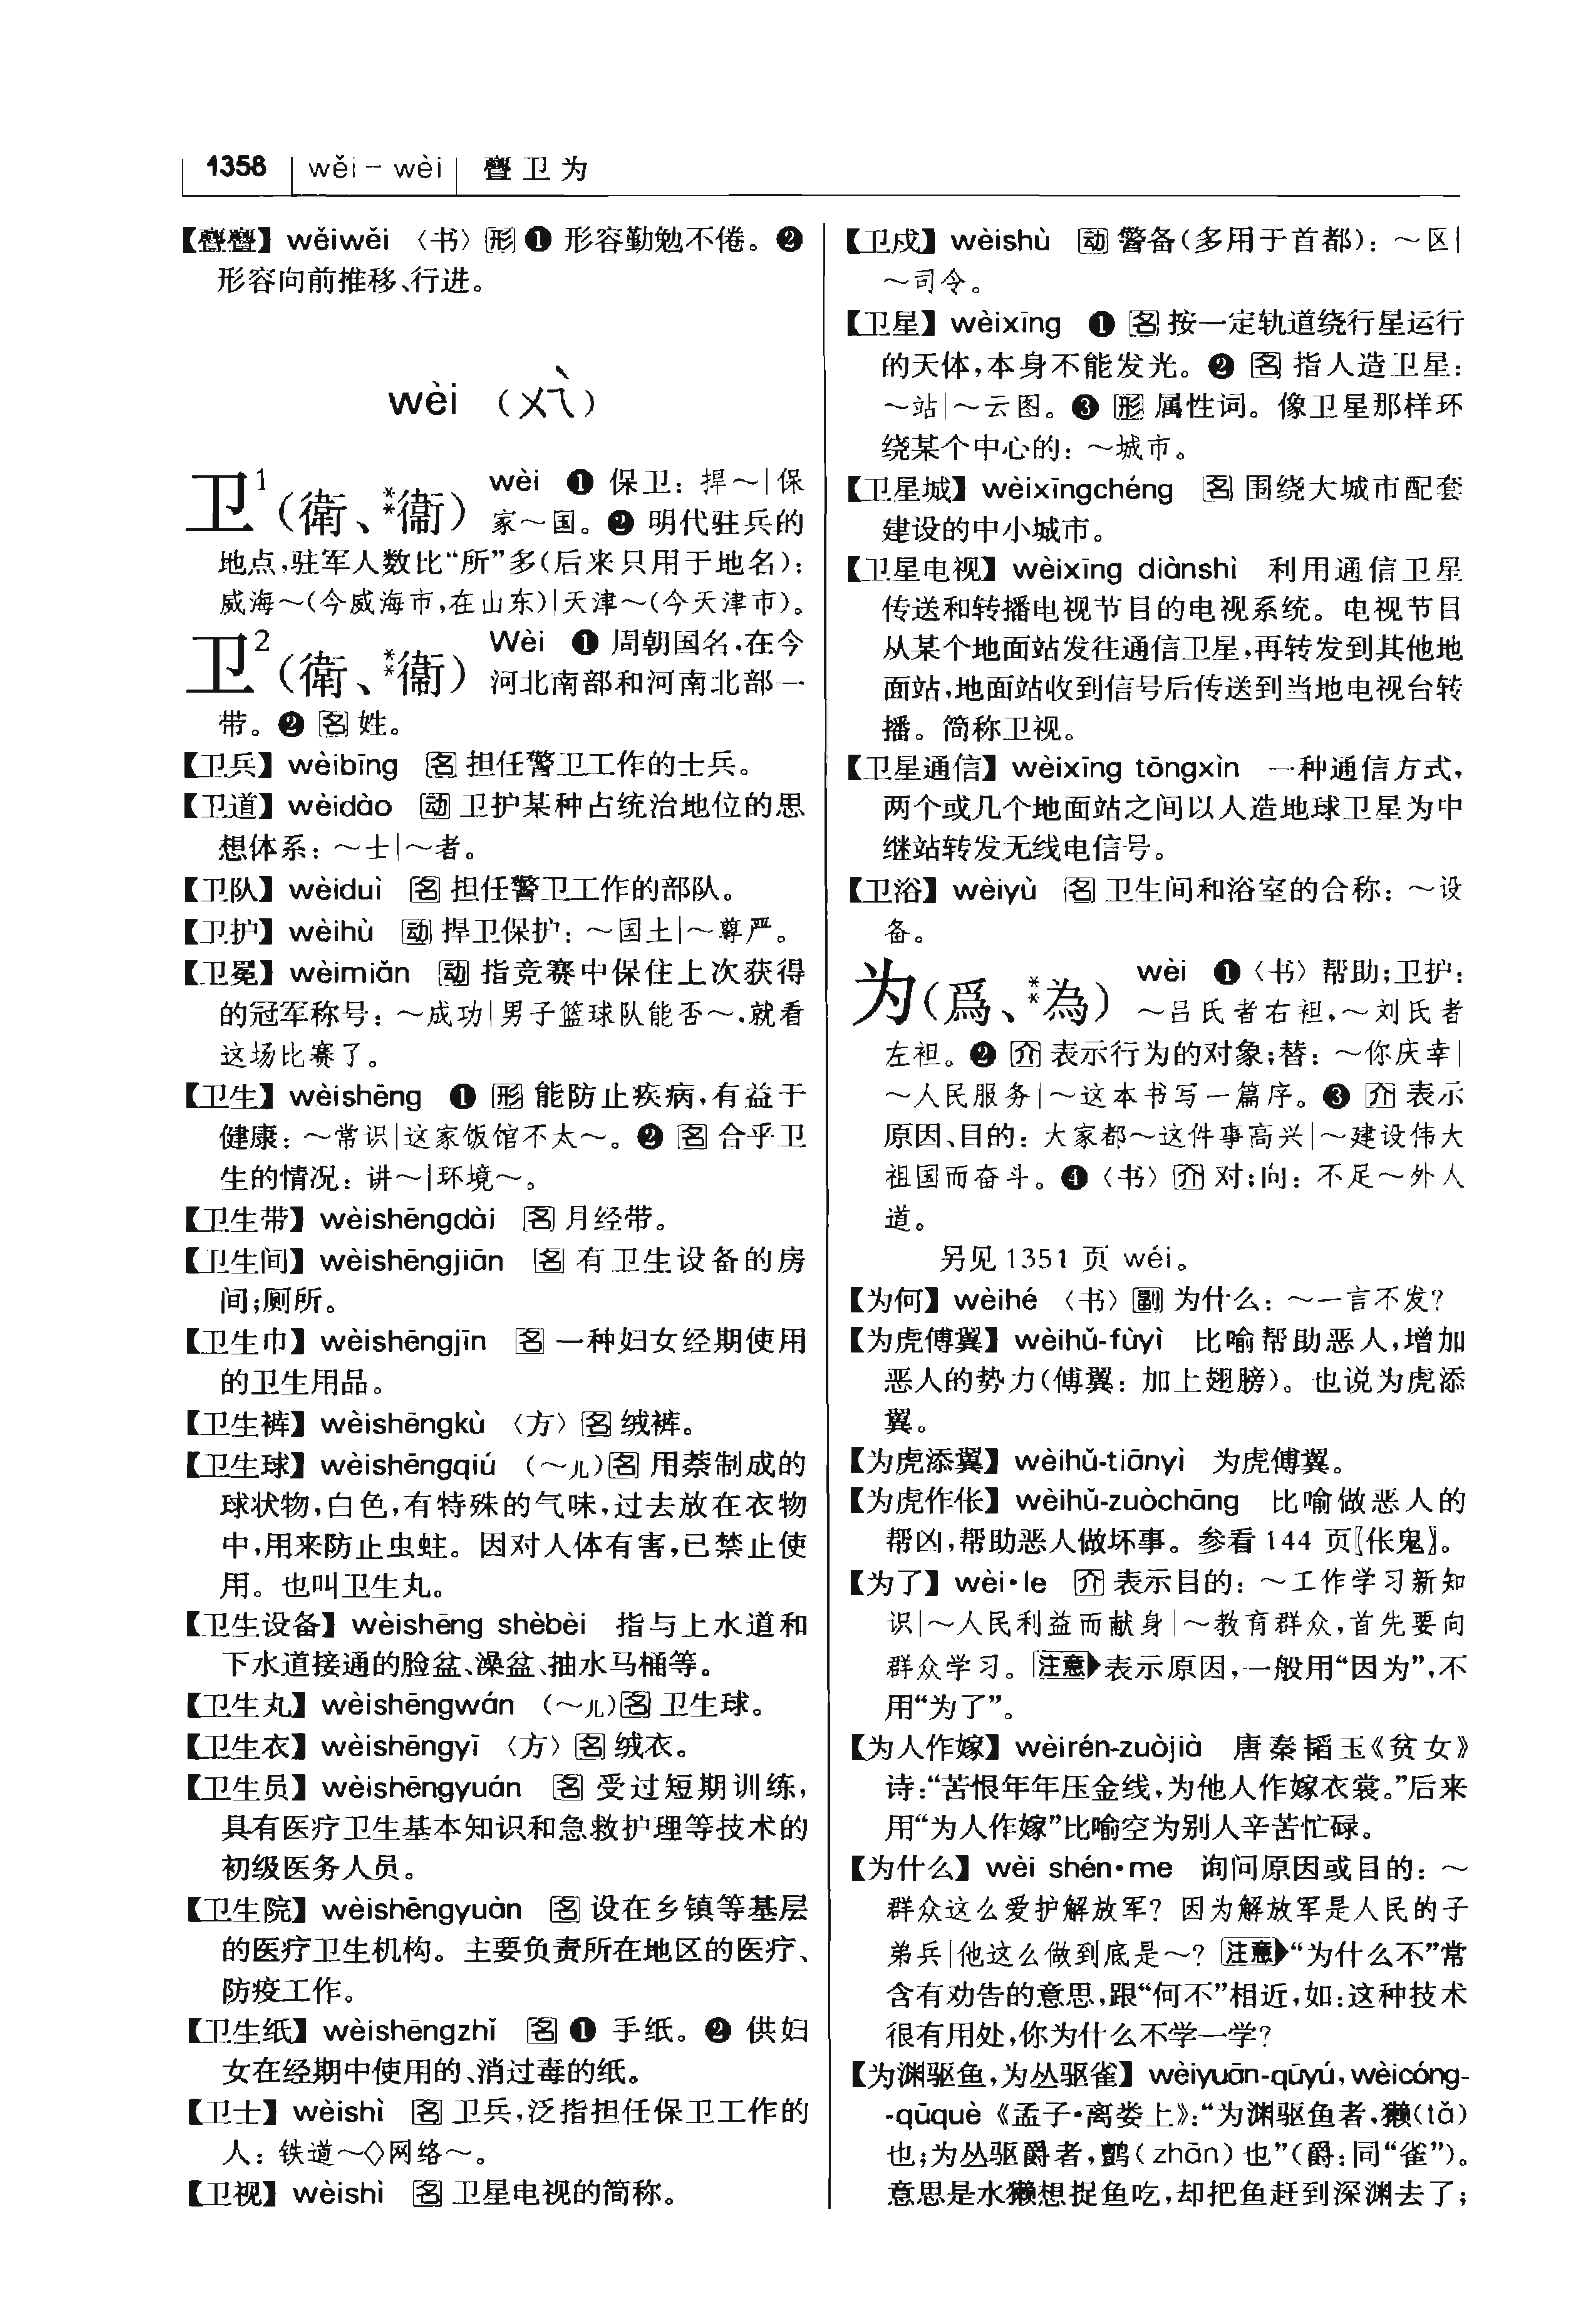 1358 wěi – wèi 亹卫为
【亹亹】 wěiwěi 〈书〉 形 ❶ 形容勤勉不倦。❷
形容向前推移、行进。
wèi （ㄨㄟˋ）
卫1（衛、**衞） wèi ❶ 保卫：捍～|保
家～国。❷ 明代驻兵的
地点，驻军人数比“所”多（后来只用于地名）：
威海～（今威海市，在山东）|天津～（今天津市）。
卫2（衛、**衞） Wèi ❶ 周朝国名，在今
河北南部和河南北部一
带。❷ 名 姓。
【卫兵】 wèibīng 名 担任警卫工作的士兵。
【卫道】 wèidào 动 卫护某种占统治地位的思
想体系：～士|～者。
【卫队】 wèiduì 名 担任警卫工作的部队。
【卫护】 wèihù 动 捍卫保护：～国土|～尊严。
【卫冕】 wèimiǎn 动 指竞赛中保住上次获得
的冠军称号：～成功|男子篮球队能否～，就看
这场比赛了。
【卫生】 wèishēng ❶ 形 能防止疾病，有益于
健康：～常识|这家饭馆不太～。❷ 名 合乎卫
生的情况：讲～|环境～。
【卫生带】 wèishēngdài 名 月经带。
【卫生间】 wèishēngjiān 名 有卫生设备的房
间；厕所。
【卫生巾】 wèishēngjīn 名 一种妇女经期使用
的卫生用品。
【卫生裤】 wèishēngkù 〈方〉 名 绒裤。
【卫生球】 wèishēngqiú （～儿）名 用萘制成的
球状物，白色，有特殊的气味，过去放在衣物
中，用来防止虫蛀。因对人体有害，已禁止使
用。也叫卫生丸。
【卫生设备】 wèishēng shèbèi 指与上水道和
下水道接通的脸盆、澡盆、抽水马桶等。
【卫生丸】 wèishēngwán （～儿）名 卫生球。
【卫生衣】 wèishēngyī 〈方〉 名 绒衣。
【卫生员】 wèishēngyuán 名 受过短期训练，
具有医疗卫生基本知识和急救护理等技术的
初级医务人员。
【卫生院】 wèishēngyuàn 名 设在乡镇等基层
的医疗卫生机构。主要负责所在地区的医疗、
防疫工作。
【卫生纸】 wèishēngzhǐ 名 ❶ 手纸。❷ 供妇
女在经期中使用的、消过毒的纸。
【卫士】 wèishì 名 卫兵，泛指担任保卫工作的
人：铁道～◇网络～。
【卫视】 wèishì 名 卫星电视的简称。
【卫戍】 wèishù 动 警备（多用于首都）：～区|
～司令。
【卫星】 wèixīng ❶ 名 按一定轨道绕行星运行
的天体，本身不能发光。❷ 名 指人造卫星：
～站|～云图。❸ 形 属性词。像卫星那样环
绕某个中心的：～城市。
【卫星城】 wèixīngchéng 名 围绕大城市配套
建设的中小城市。
【卫星电视】 wèixīng diànshì 利用通信卫星
传送和转播电视节目的电视系统。电视节目
从某个地面站发往通信卫星，再转发到其他地
面站，地面站收到信号后传送到当地电视台转
播。简称卫视。
【卫星通信】 wèixīng tōngxìn 一种通信方式，
两个或几个地面站之间以人造地球卫星为中
继站转发无线电信号。
【卫浴】 wèiyù 名 卫生间和浴室的合称：～设
备。
为（爲、**為） wèi ❶〈书〉帮助；卫护：
～吕氏者右袒，～刘氏者
左袒。❷ 介 表示行为的对象；替：～你庆幸|
～人民服务|～这本书写一篇序。❸ 介 表示
原因、目的：大家都～这件事高兴|～建设伟大
祖国而奋斗。❹〈书〉介 对；向：不足～外人
道。
另见 1351 页 wéi。
【为何】 wèihé 〈书〉 副 为什么：～一言不发？
【为虎傅翼】 wèihǔ-fùyì 比喻帮助恶人，增加
恶人的势力（傅翼：加上翅膀）。也说为虎添
翼。
【为虎添翼】 wèihǔ-tiānyì 为虎傅翼。
【为虎作伥】 wèihǔ-zuòchāng 比喻做恶人的
帮凶，帮助恶人做坏事。参看 144 页〖伥鬼〗。
【为了】 wèi•le 介 表示目的：～工作学习新知
识|～人民利益而献身|～教育群众，首先要向
群众学习。注意▶表示原因，一般用“因为”，不
用“为了”。
【为人作嫁】 wèirén-zuòjià 唐秦韬玉《贫女》
诗：“苦恨年年压金线，为他人作嫁衣裳。”后来
用“为人作嫁”比喻空为别人辛苦忙碌。
【为什么】 wèi shén•me 询问原因或目的：～
群众这么爱护解放军？因为解放军是人民的子
弟兵|他这么做到底是～？注意▶“为什么不”常
含有劝告的意思，跟“何不”相近，如：这种技术
很有用处，你为什么不学一学？
【为渊驱鱼，为丛驱雀】 wèiyuān-qūyú, wèicóng-
-qūquè 《孟子•离娄上》：“为渊驱鱼者，獭（tǎ）
也；为丛驱爵者，鹯（zhān）也”（爵：同“雀”）。
意思是水獭想捉鱼吃，却把鱼赶到深渊去了；